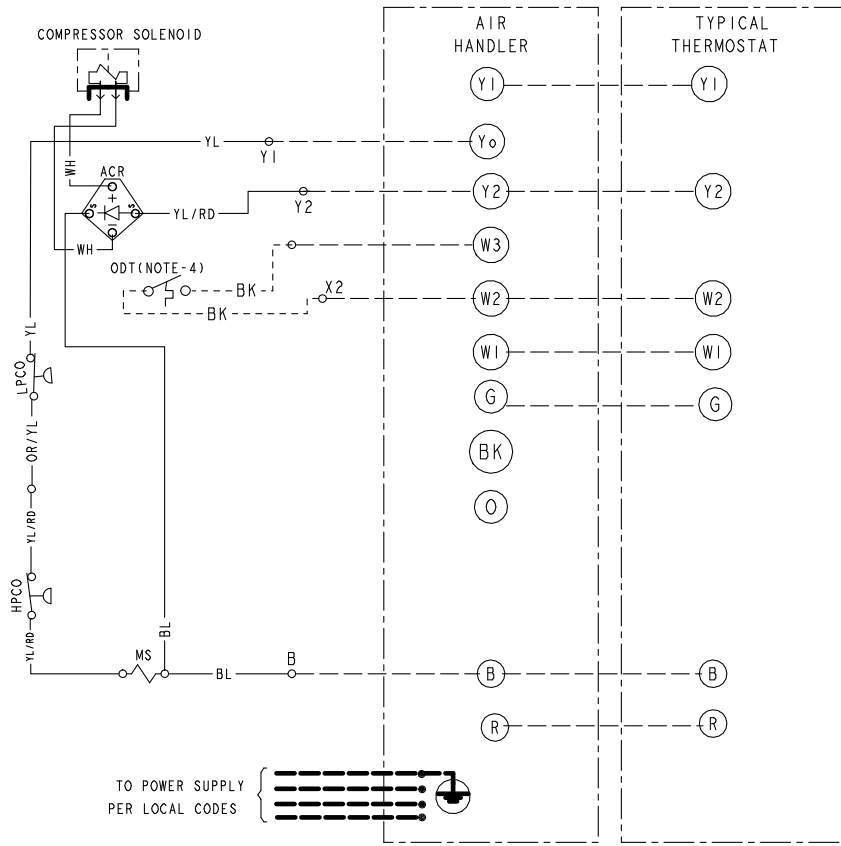 COMPRESSOR SOLENOID
AIR
HANDLER
TYPICAL
THERMOSTAT
Y1
Y1
YL
Y1
Yo
WH
ACR
+
S
S
–
YL/RD
Y2
Y2
Y2
WH
W3
ODT(NOTE-4)
BK
BK
X2
W2
W2
YL
W1
W1
LPCO
G
G
OR/YL
BK
O
YL/RD
HPCO
BL
YL/RD
MS
BL
B
B
B
R
R
TO POWER SUPPLY
PER LOCAL CODES